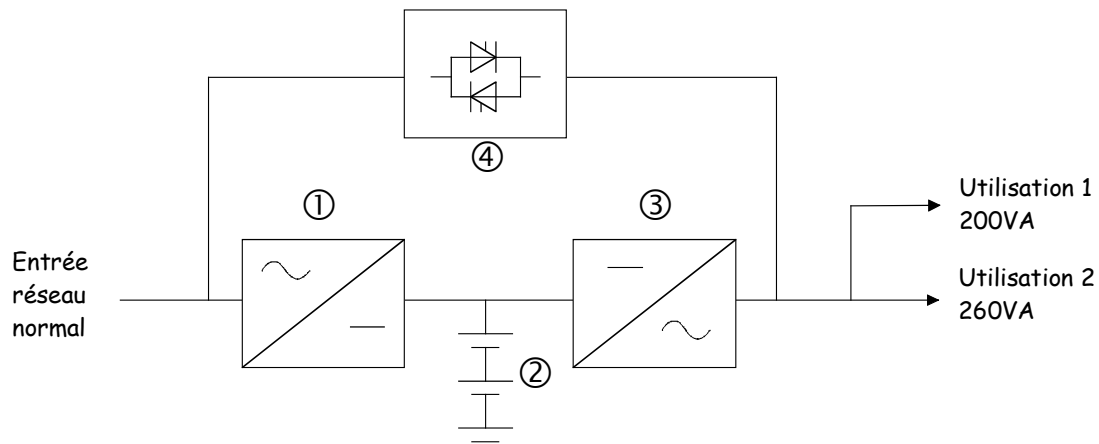 ④
①
③
Utilisation 1
200VA
Entrée
réseau
normal
Utilisation 2
260VA
②